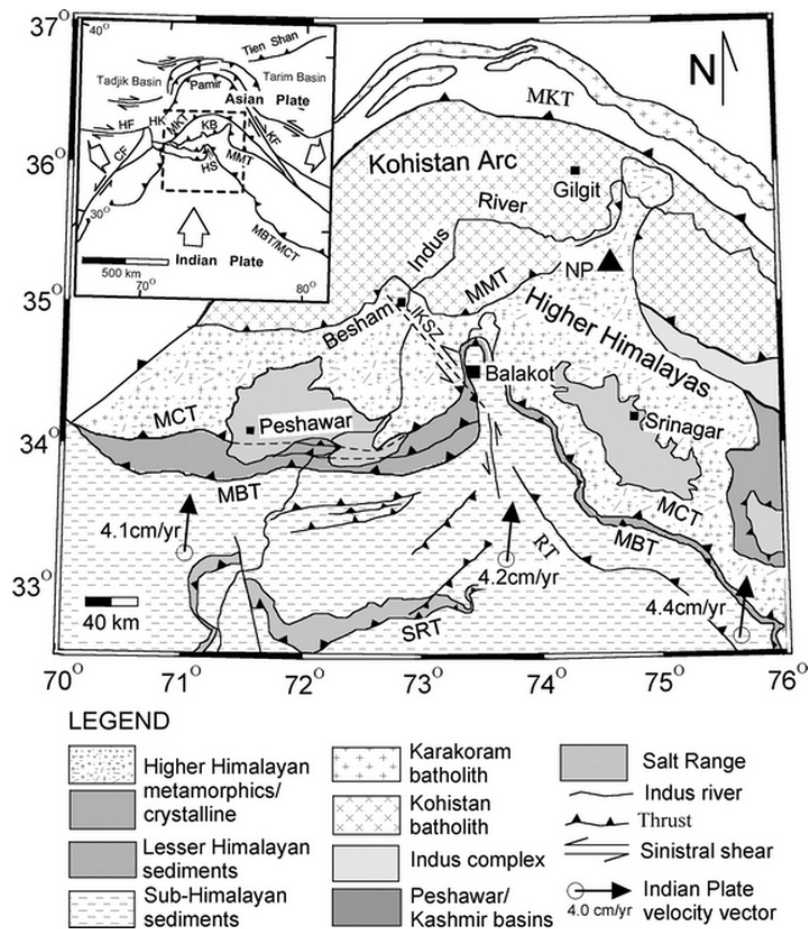 37°
36°
35°
34°
33°
70°
71°
72°
73°
74°
75°
76°
40°
Tien Shan
Tadjik Basin
Tarim Basin
Pamir
Asian Plate
HF
HK
MKT
KB
KF
CF
MMT
HS
30°
MBT/MCT
500 km
Indian Plate
70°
80°
N
MKT
Kohistan Arc
Gilgit
River
Indus
NP
MMT
Besham
IKSZ
Higher Himalayas
Balakot
MCT
Peshawar
Srinagar
MBT
MCT
MBT
4.1cm/yr
4.2cm/yr
RT
4.4cm/yr
40 km
SRT
LEGEND
Higher Himalayan
metamorphics/
crystalline
Lesser Himalayan
sediments
Sub-Himalayan
sediments
Karakoram
batholith
Kohistan
batholith
Indus complex
Peshawar/
Kashmir basins
Salt Range
Indus river
Thrust
Sinistral shear
4.0 cm/yr
Indian Plate
velocity vector